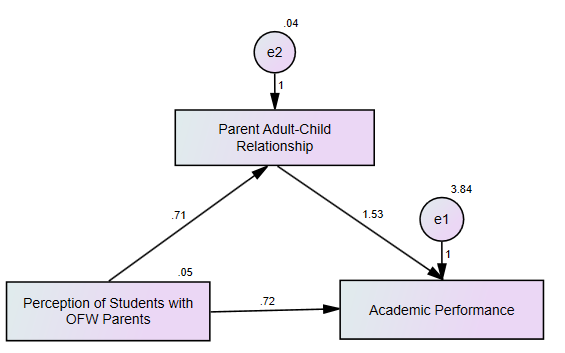 .04
e2
1
Parent Adult-Child
Relationship
3.84
e1
1
.71
1.53
.05
Perception of Students with
OFW Parents
.72
Academic Performance